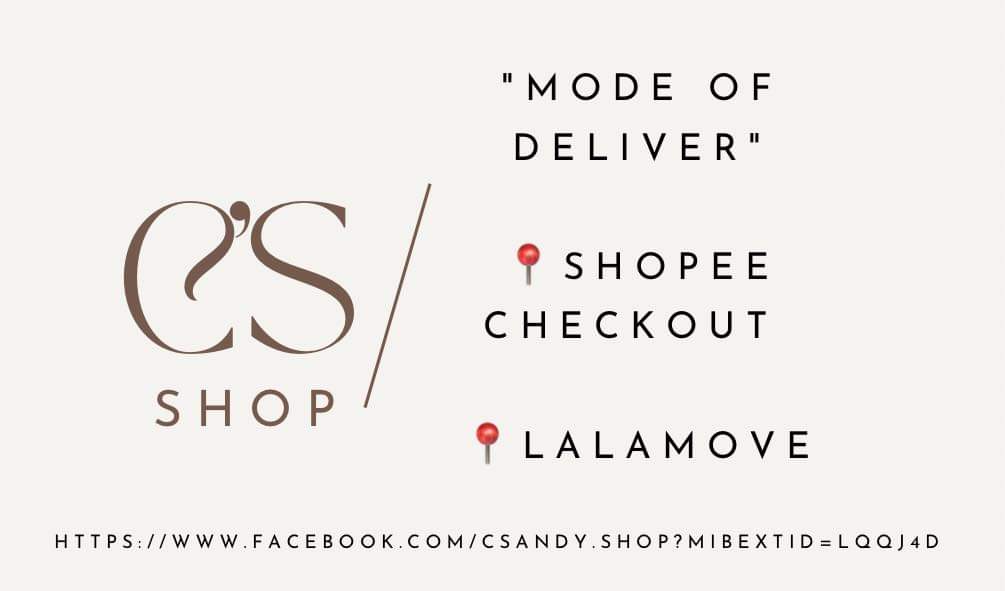 C'S
SHOP
"MODE OF
DELIVER"
📍SHOPEE
CHECKOUT
📍LALAMOVE
HTTPS://WWW.FACEBOOK.COM/CSANDY.SHOP?MIBEXTID=LQQJ4D